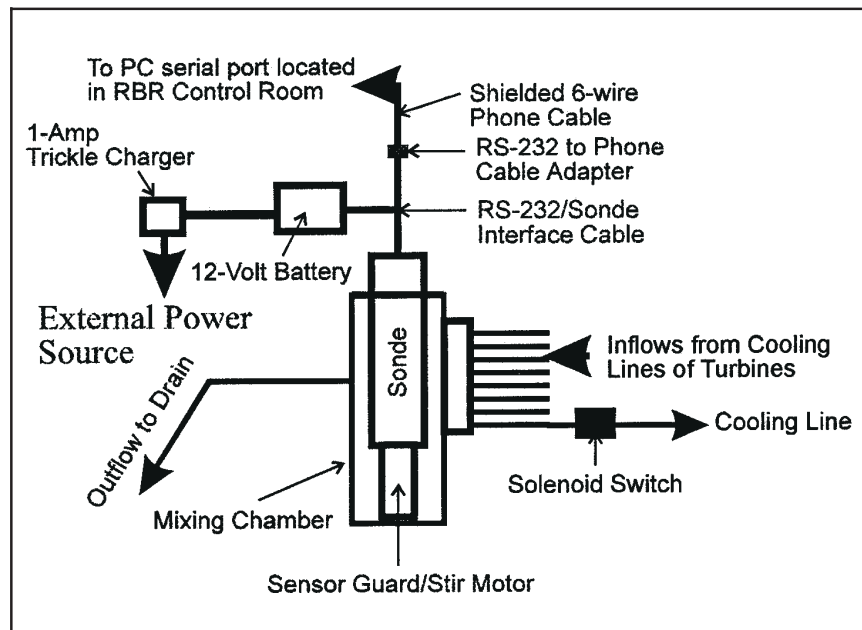 To PC serial port located
in RBR Control Room
Shielded 6-wire
Phone Cable
1-Amp
Trickle Charger
RS-232 to Phone
Cable Adapter
RS-232/Sonde
Interface Cable
12-Volt Battery
External Power
Source
Sonde
Inflows from Cooling
Lines of Turbines
Outflow to Drain
Cooling Line
Solenoid Switch
Mixing Chamber
Sensor Guard/Stir Motor